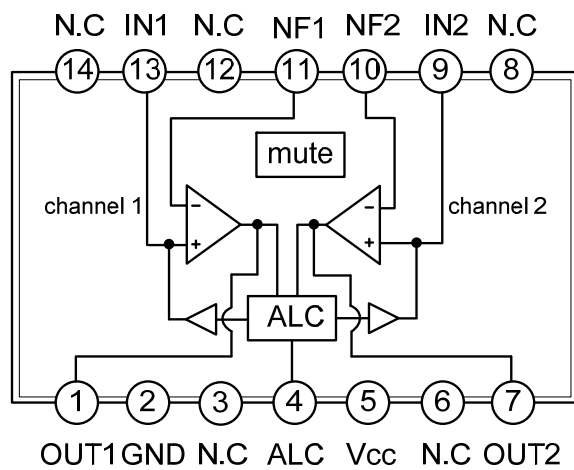 N.C IN1 N.C NF1 NF2 IN2 N.C
14 13 12 11 10 9 8
mute
channel 1 - - channel 2
+ +
ALC
1 2 3 4 5 6 7
OUT1 GND N.C ALC Vcc N.C OUT2